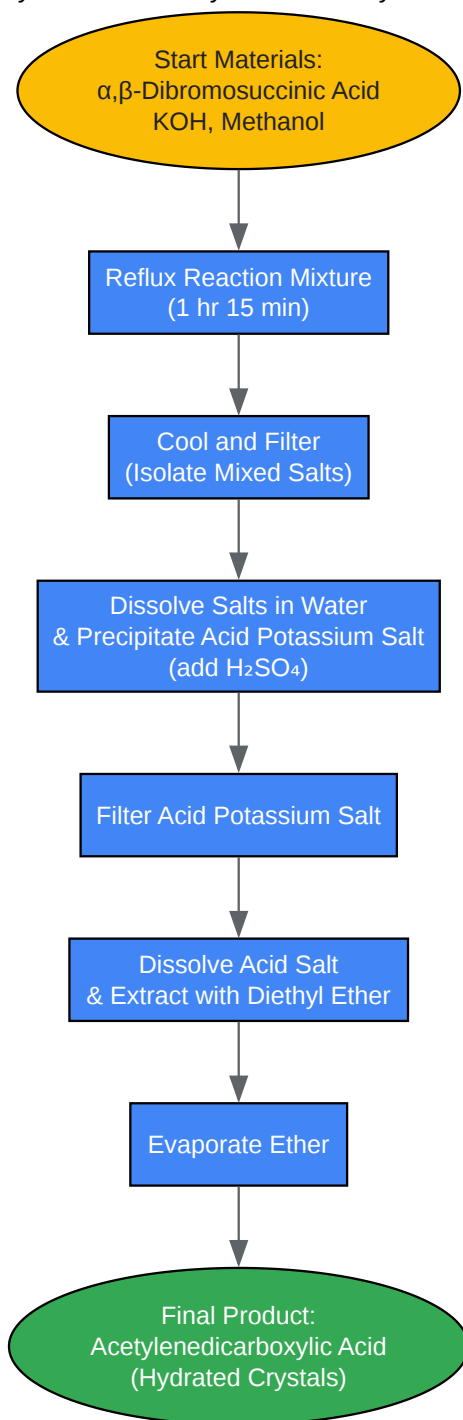 Start Materials:
α,β-Dibromosuccinic Acid
KOH, Methanol
Reflux Reaction Mixture
(1 hr 15 min)
Cool and Filter
(Isolate Mixed Salts)
Dissolve Salts in Water
& Precipitate Acid Potassium Salt
(add H₂SO₄)
Filter Acid Potassium Salt
Dissolve Acid Salt
& Extract with Diethyl Ether
Evaporate Ether
Final Product:
Acetylenedicarboxylic Acid
(Hydrated Crystals)